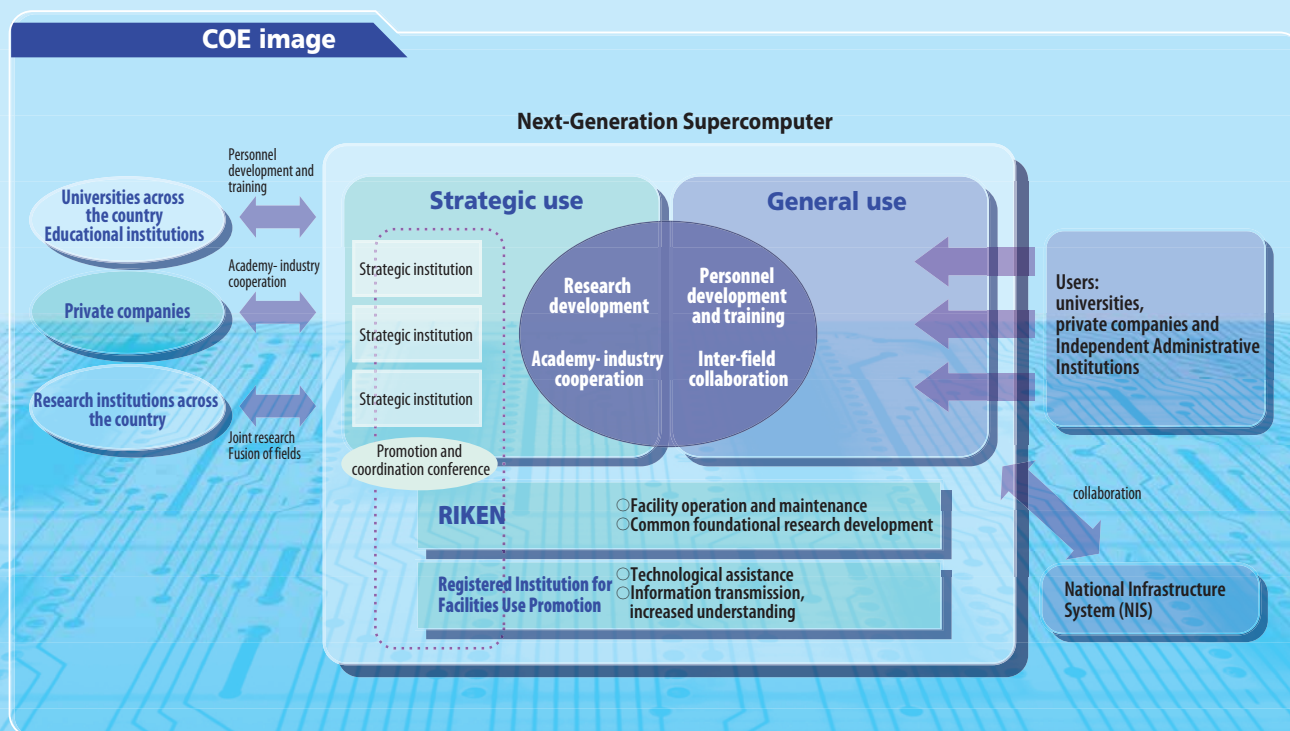 COE image
Next-Generation Supercomputer
Personnel
development and
training
Universities across
the country
Educational institutions
Academy- industry
cooperation
Private companies
Research institutions across
the country
Joint research
Fusion of fields
Strategic use
Strategic institution
Strategic institution
Strategic institution
Promotion and
coordination conference
General use
Research
development
Personnel
development
and training
Academy- industry
cooperation
Inter-field
collaboration
Users:
universities,
private companies and
Independent Administrative
Institutions
RIKEN
○Facility operation and maintenance
○Common foundational research development
Registered Institution for
Facilities Use Promotion
○Technological assistance
○Information transmission,
increased understanding
collaboration
National Infrastructure
System (NIS)